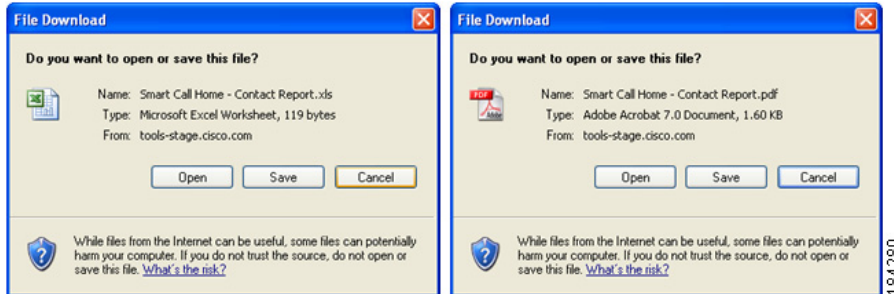 File Download
Do you want to open or save this file?
Name: Smart Call Home - Contact Report.xls
Type: Microsoft Excel Worksheet, 119 bytes
From: tools-stage.cisco.com
Open Save Cancel
While files from the Internet can be useful, some files can potentially
harm your computer. If you do not trust the source, do not open or
save this file. What's the risk?
File Download
Do you want to open or save this file?
PDF
Adobe
Name: Smart Call Home - Contact Report.pdf
Type: Adobe Acrobat 7.0 Document, 1.60 KB
From: tools-stage.cisco.com
Open Save Cancel
While files from the Internet can be useful, some files can potentially
harm your computer. If you do not trust the source, do not open or
save this file. What's the risk?